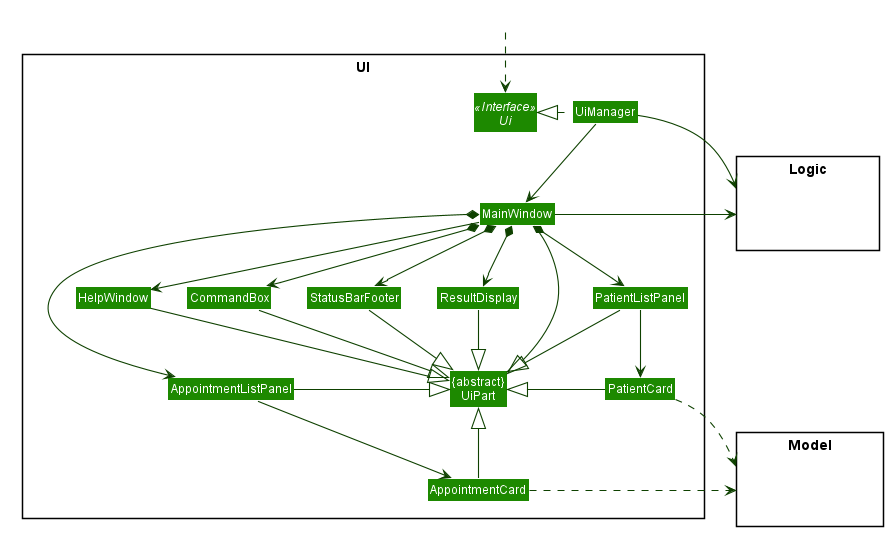 UI
«Interface»
Ui
UiManager
Logic
MainWindow
HelpWindow
CommandBox
StatusBarFooter
ResultDisplay
PatientListPanel
AppointmentListPanel
{abstract}
UiPart
PatientCard
Model
AppointmentCard